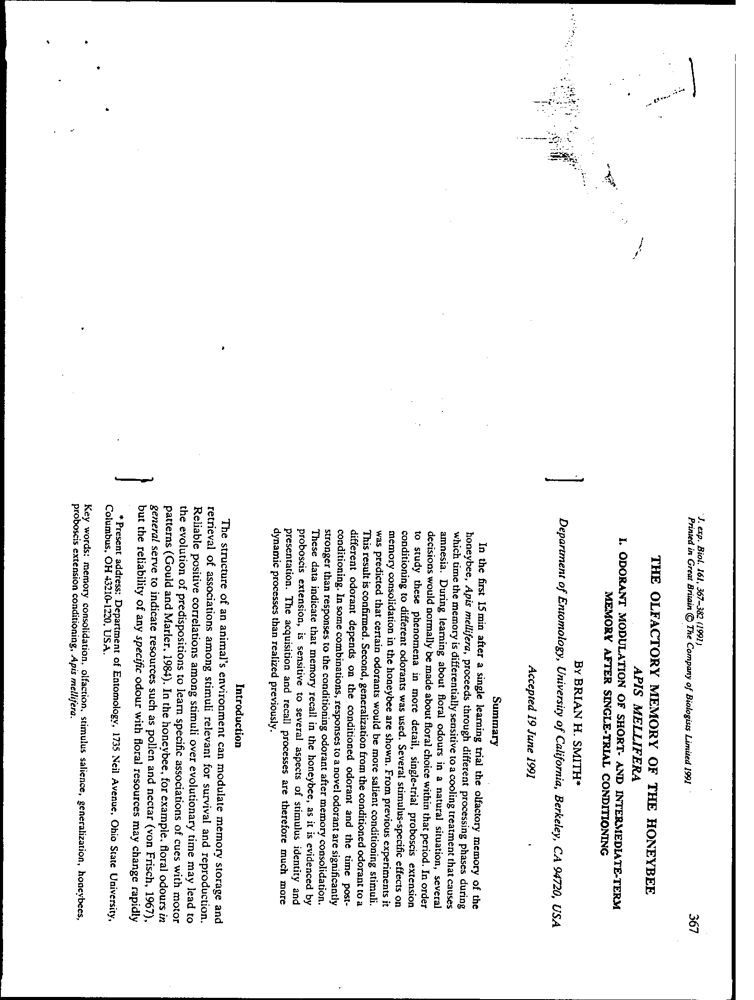 J. exp. Biol. 161, 367–382 (1991)
Printed in Great Britain © The Company of Biologists Limited 1991
367
THE OLFACTORY MEMORY OF THE HONEYBEE
APIS MELLIFERA
I. ODORANT MODULATION OF SHORT- AND INTERMEDIATE-TERM
MEMORY AFTER SINGLE-TRIAL CONDITIONING
By BRIAN H. SMITH*
Department of Entomology, University of California, Berkeley, CA 94720, USA
Accepted 19 June 1991
Summary
In the first 15 min after a single learning trial the olfactory memory of the
honeybee, Apis mellifera, proceeds through different processing phases during
which time the memory is differentially sensitive to a cooling treatment that causes
amnesia. During learning about floral odours in a natural situation, several
decisions would normally be made about floral choice within that period. In order
to study these phenomena in more detail, single-trial proboscis extension
conditioning to different odorants was used. Several stimulus-specific effects on
memory consolidation in the honeybee are shown. From previous experiments it
was predicted that certain odorants would be more salient conditioning stimuli.
This result is confirmed. Second, generalization from the conditioned odorant to a
different odorant depends on the conditioned odorant and the time post-
conditioning. In some combinations, responses to a novel odorant are significantly
stronger than responses to the conditioning odorant after memory consolidation.
These data indicate that memory recall in the honeybee, as it is evidenced by
proboscis extension, is sensitive to several aspects of stimulus identity and
presentation. The acquisition and recall processes are therefore much more
dynamic processes than realized previously.
Introduction
The structure of an animal's environment can modulate memory storage and
retrieval of associations among stimuli relevant for survival and reproduction.
Reliable positive correlations among stimuli over evolutionary time may lead to
the evolution of predispositions to learn specific associations of cues with motor
patterns (Gould and Marler, 1984). In the honeybee, for example, floral odours in
general serve to indicate resources such as pollen and nectar (von Frisch, 1967),
but the reliability of any specific odour with floral resources may change rapidly
*Present address: Department of Entomology, 1735 Neil Avenue, Ohio State University,
Columbus, OH 43210-1220, USA.
Key words: memory consolidation, olfaction, stimulus salience, generalization, honeybees,
proboscis extension conditioning, Apis mellifera.